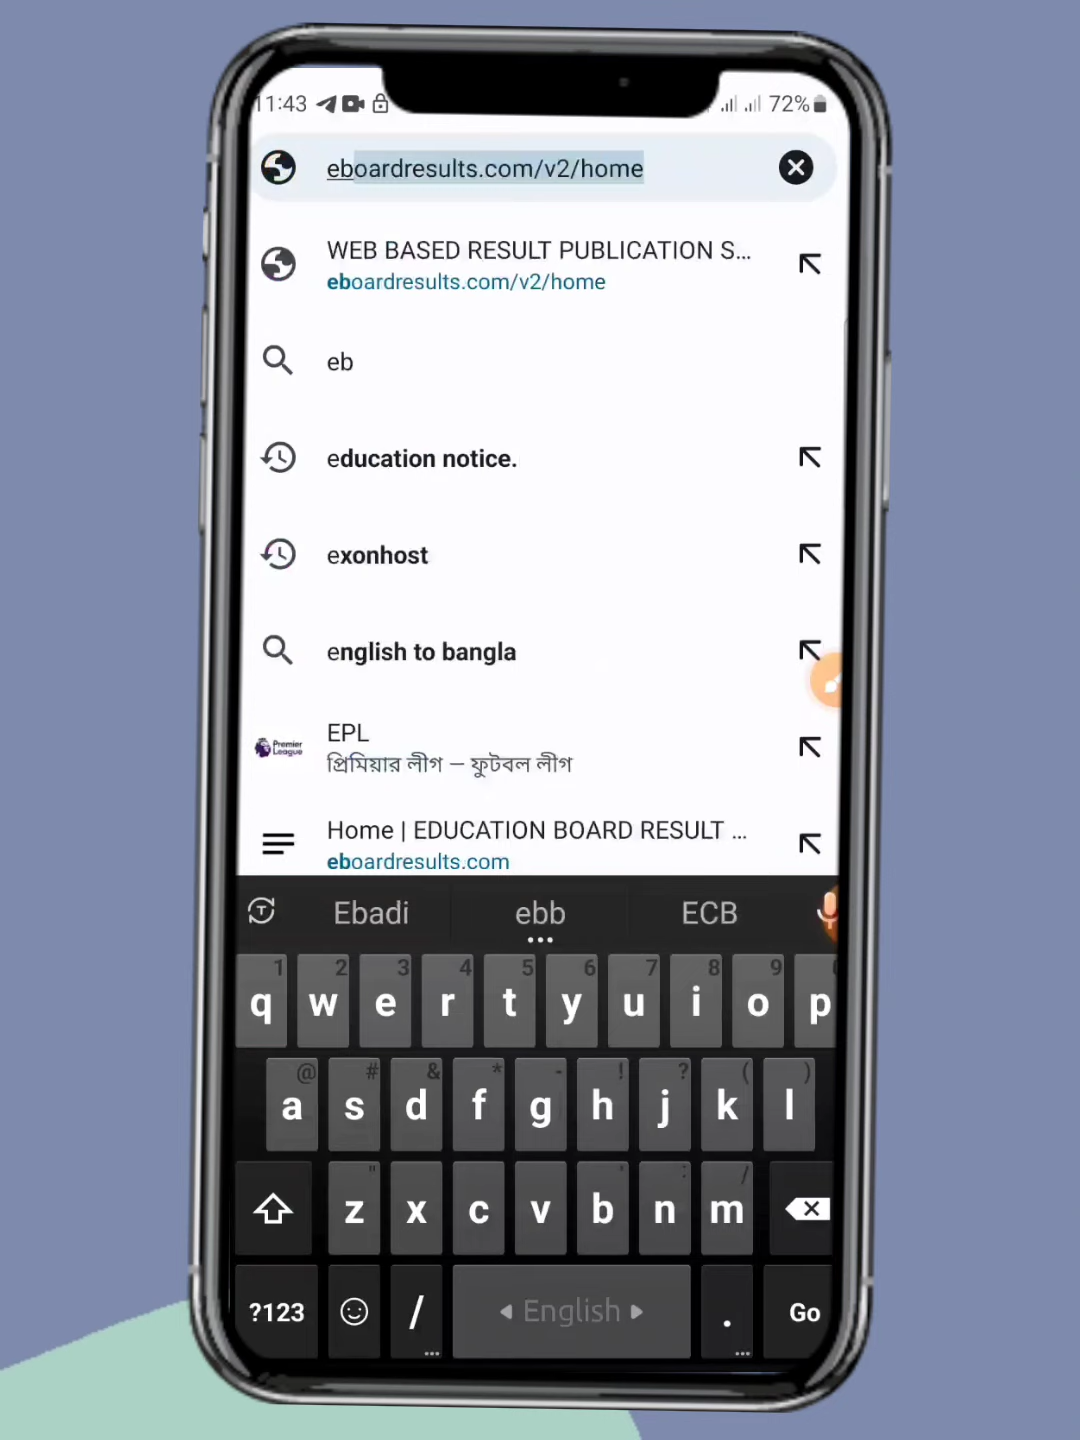 11:43
72%
eboardresults.com/v2/home
WEB BASED RESULT PUBLICATION S...
eboardresults.com/v2/home
eb
education notice.
exonhost
english to bangla
Premier League
EPL
প্রিমিয়ার লীগ — ফুটবল লীগ
Home | EDUCATION BOARD RESULT ...
eboardresults.com
Ebadi ebb ECB
1 2 3 4 5 6 7 8 9
q w e r t y u i o p
@ # & * - ! ? ( )
a s d f g h j k l
" ' : /
z x c v b n m
?123 / English . Go